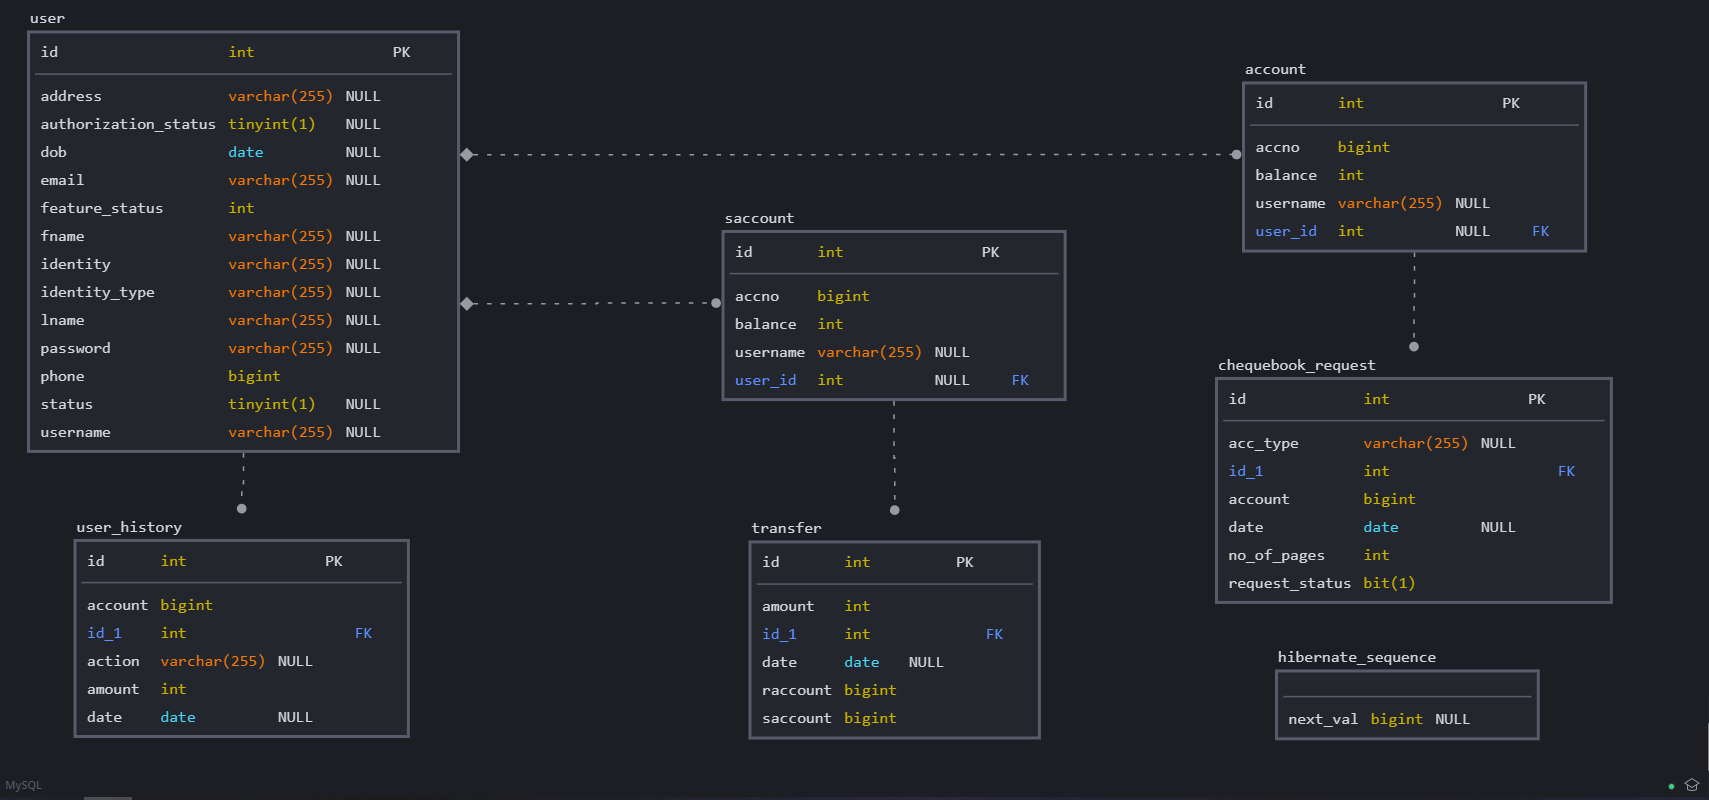 user
id int PK
address varchar(255) NULL
authorization_status tinyint(1) NULL
dob date NULL
email varchar(255) NULL
feature_status int
fname varchar(255) NULL
identity varchar(255) NULL
identity_type varchar(255) NULL
lname varchar(255) NULL
password varchar(255) NULL
phone bigint
status tinyint(1) NULL
username varchar(255) NULL
account
id int PK
accno bigint
balance int
username varchar(255) NULL
user_id int NULL FK
saccount
id int PK
accno bigint
balance int
username varchar(255) NULL
user_id int NULL FK
chequebook_request
id int PK
acc_type varchar(255) NULL
id_1 int FK
account bigint
date date NULL
no_of_pages int
request_status bit(1)
user_history
id int PK
account bigint
id_1 int FK
action varchar(255) NULL
amount int
date date NULL
transfer
id int PK
amount int
id_1 int FK
date date NULL
raccount bigint
saccount bigint
hibernate_sequence
next_val bigint NULL
MySQL